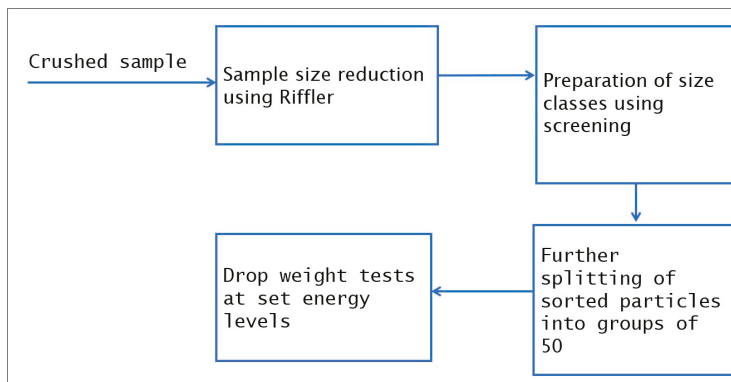 Crushed sample
Sample size reduction
using Riffler
Preparation of size
classes using
screening
Further
splitting of
sorted particles
into groups of
50
Drop weight tests
at set energy
levels